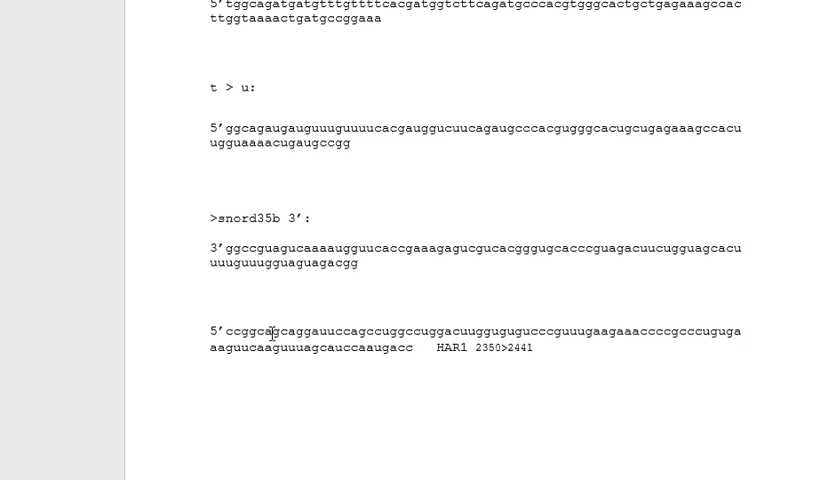 5’tggcagatgatgtttgttttcacgatggtcttcagatgcccacgtgggcactgctgagaaagccac
ttggtaaaactgatgccggaaa
t > u:
5’ggcagaugauguuuguuuucacgauggucuucagaugcccacgugggcacugcugagaaagccacu
ugguaaaacugaugccgg
>snord35b 3’:
3’ggccguagucaaaaugguucaccgaaagagucgucacgggugcacccguagacuucugguagcacu
uuuguuugguaguagacgg
5’ccggcagcaggauuccagccuggccuggacuuggugugucccguuugaagaaaccccgcccuguga
aaguucaaguuuagcauccaaugacc HAR1 2350>2441